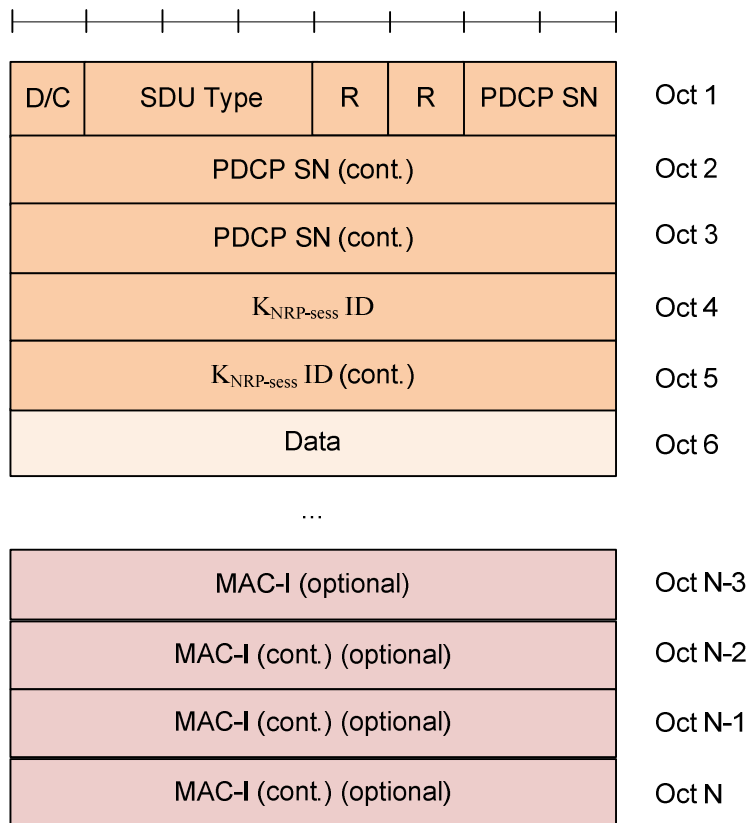 D/C SDU Type R R PDCP SN Oct 1
PDCP SN (cont.) Oct 2
PDCP SN (cont.) Oct 3
KNRP-sess ID Oct 4
KNRP-sess ID (cont.) Oct 5
Data Oct 6
...
MAC-I (optional) Oct N-3
MAC-I (cont.) (optional) Oct N-2
MAC-I (cont.) (optional) Oct N-1
MAC-I (cont.) (optional) Oct N